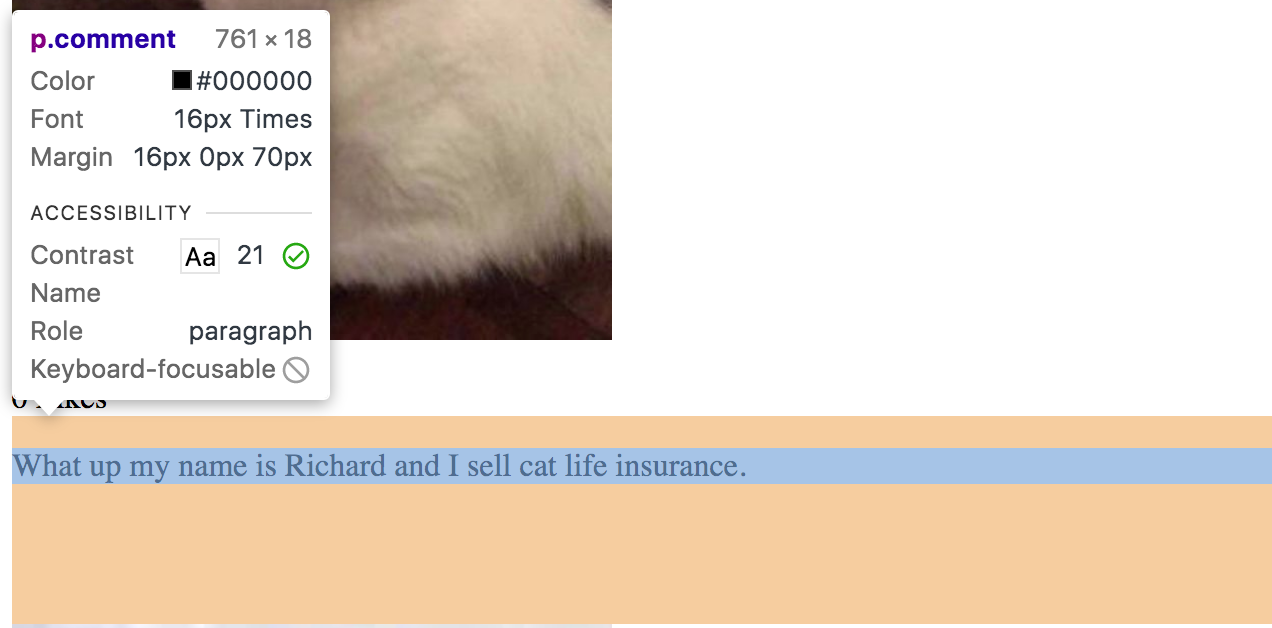 p.comment 761 × 18
Color #000000
Font 16px Times
Margin 16px 0px 70px
ACCESSIBILITY
Contrast Aa 21
Name
Role paragraph
Keyboard-focusable
What up my name is Richard and I sell cat life insurance.